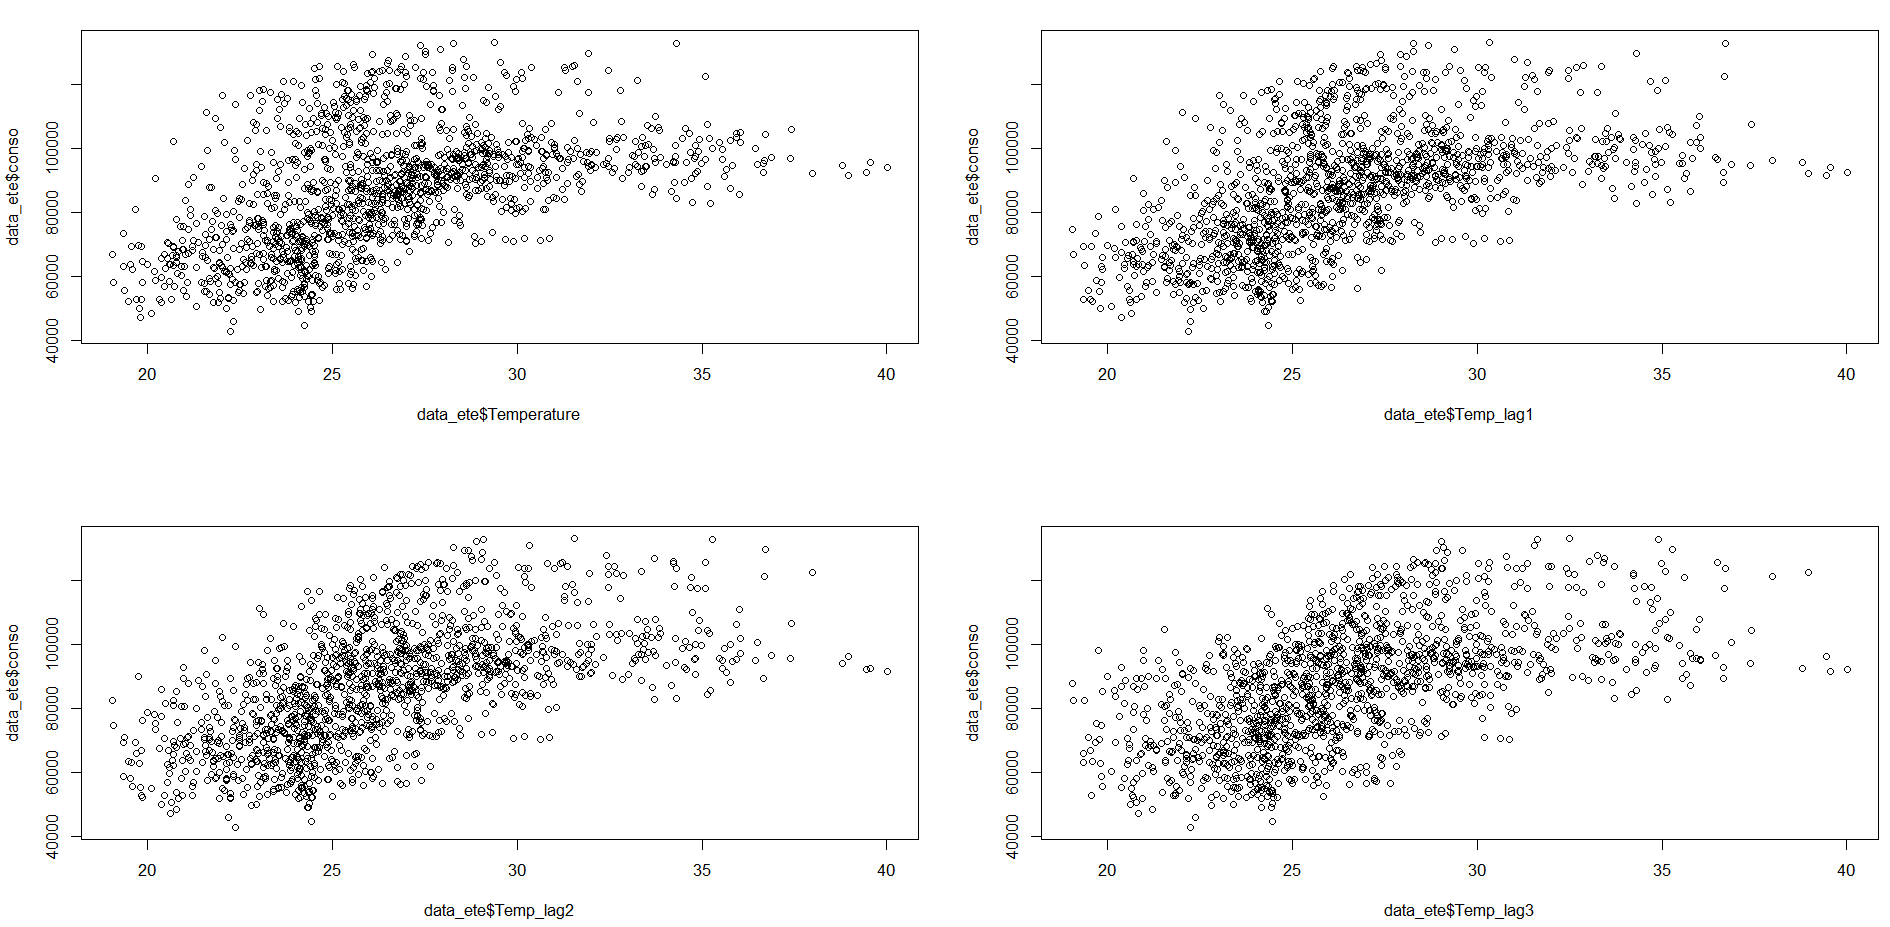 data_ete$conso
40000 60000 80000 100000
20 25 30 35 40
data_ete$Temperature
data_ete$conso
40000 60000 80000 100000
20 25 30 35 40
data_ete$Temp_lag1
data_ete$conso
40000 60000 80000 100000
20 25 30 35 40
data_ete$Temp_lag2
data_ete$conso
40000 60000 80000 100000
20 25 30 35 40
data_ete$Temp_lag3